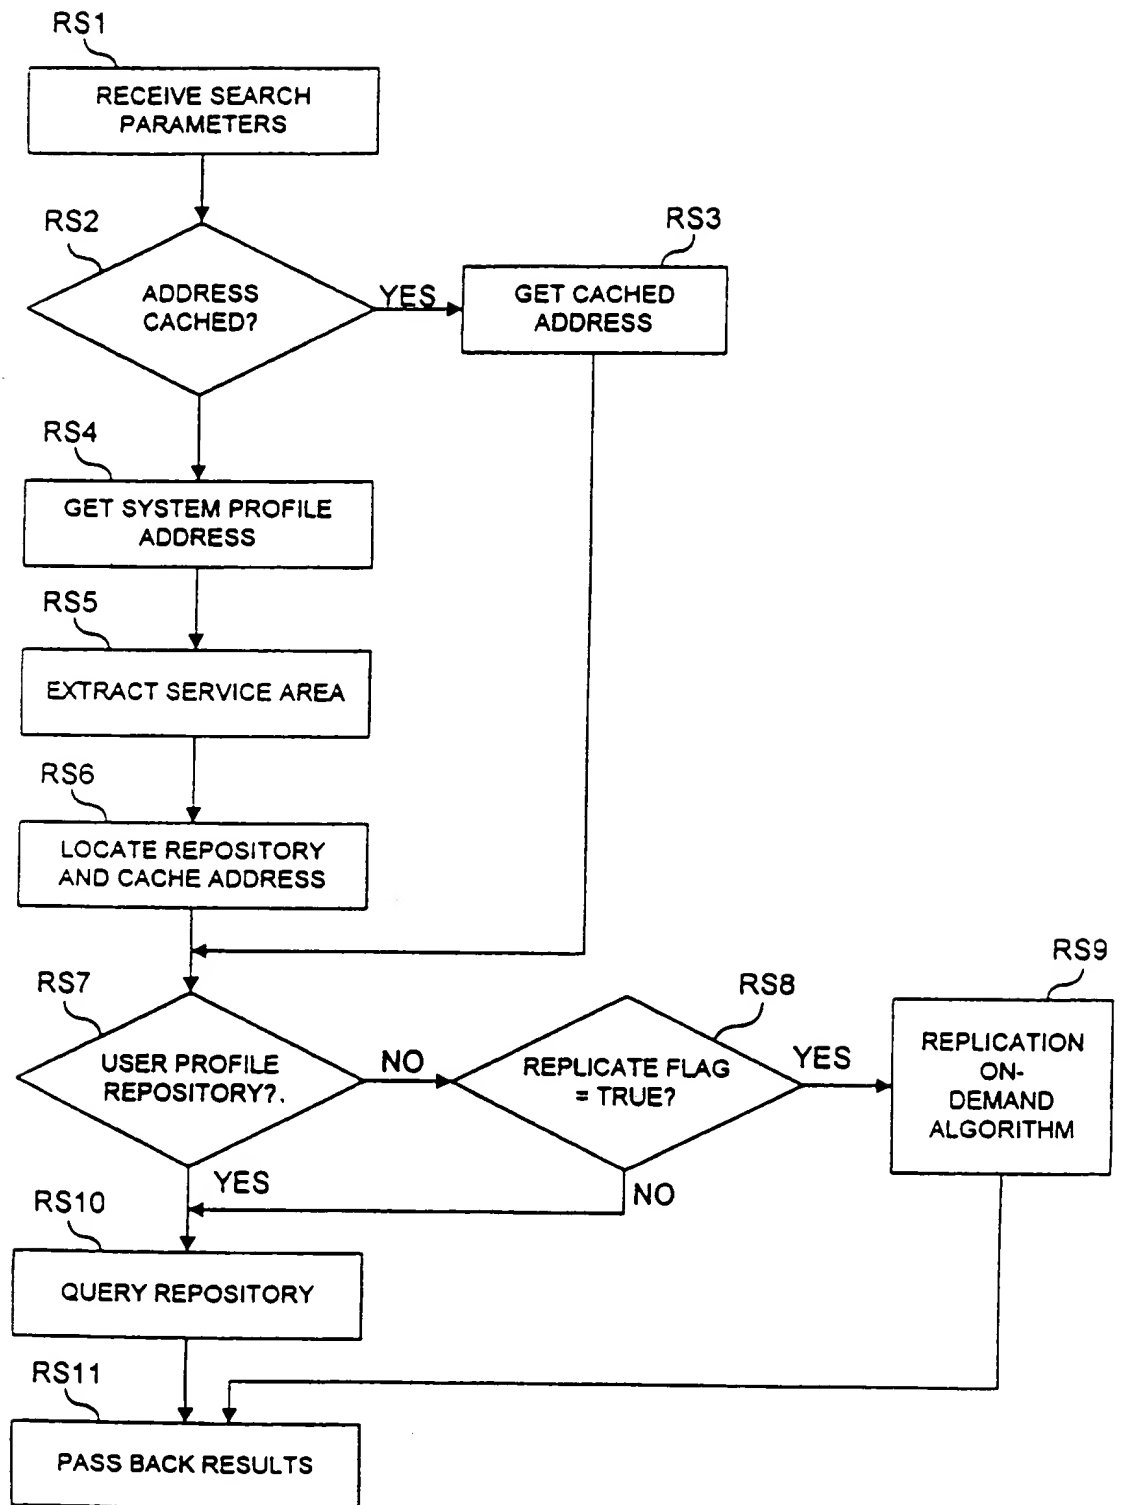 RS1
RECEIVE SEARCH
PARAMETERS
RS2
ADDRESS
CACHED?
YES
RS3
GET CACHED
ADDRESS
RS4
GET SYSTEM PROFILE
ADDRESS
RS5
EXTRACT SERVICE AREA
RS6
LOCATE REPOSITORY
AND CACHE ADDRESS
RS7
USER PROFILE
REPOSITORY?.
NO
RS8
REPLICATE FLAG
= TRUE?
YES
RS9
REPLICATION
ON-
DEMAND
ALGORITHM
YES
NO
RS10
QUERY REPOSITORY
RS11
PASS BACK RESULTS